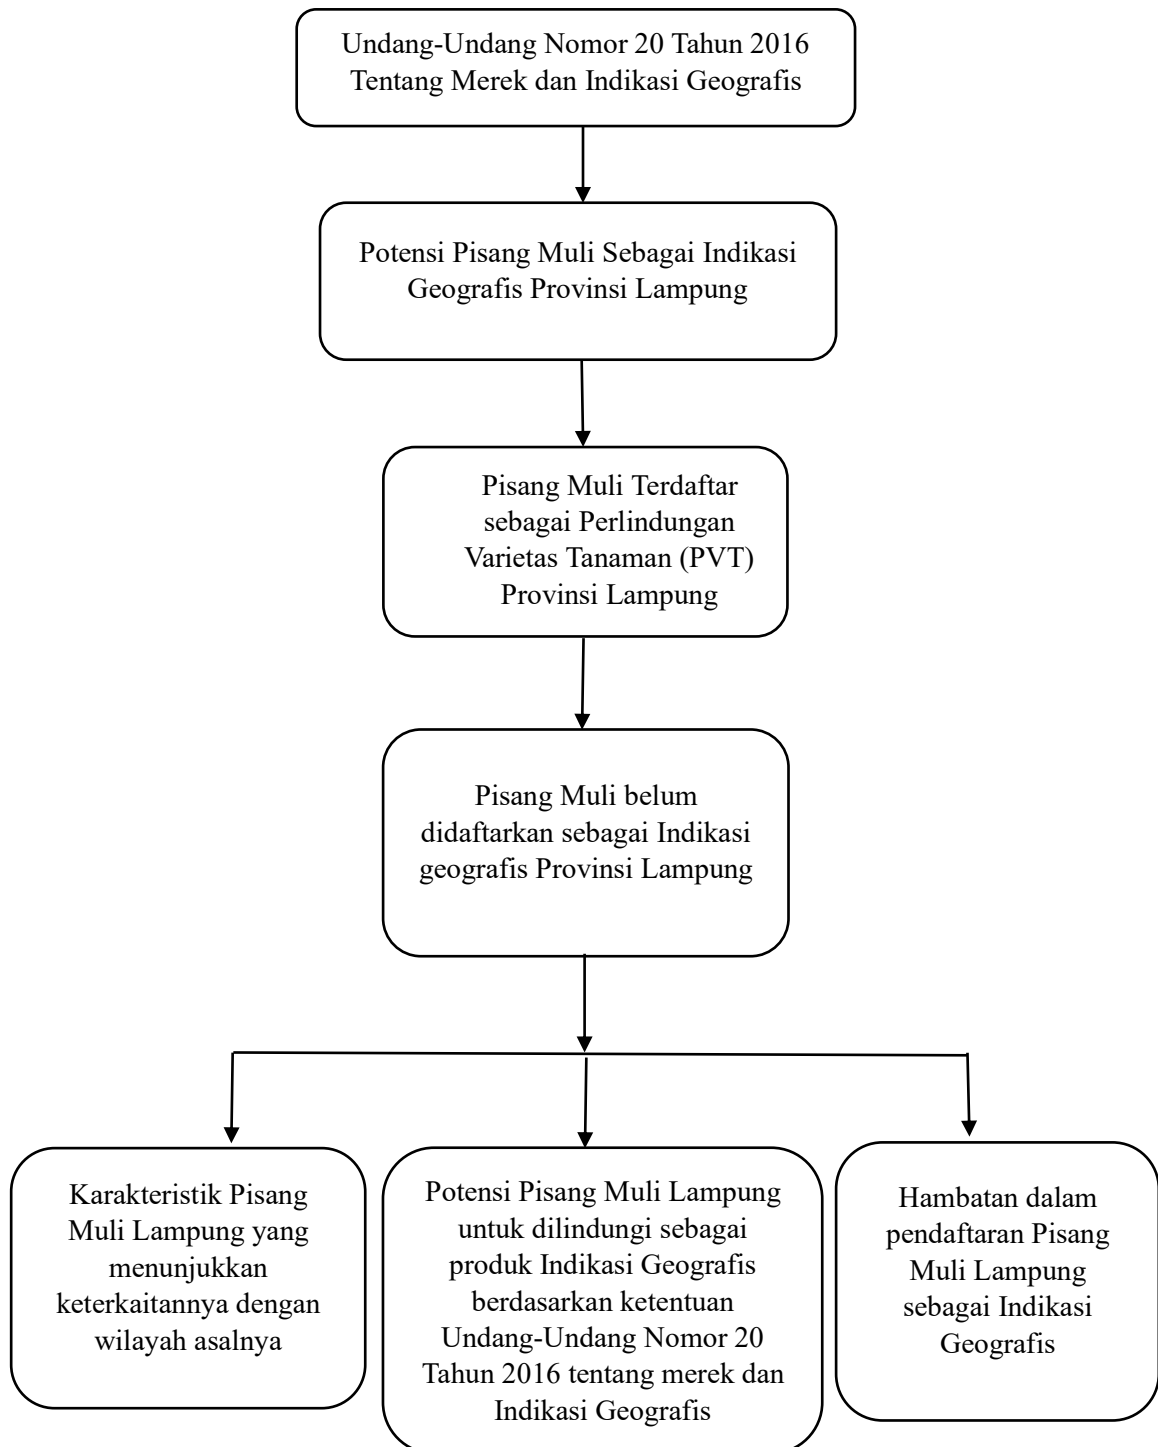 Undang-Undang Nomor 20 Tahun 2016
Tentang Merek dan Indikasi Geografis
Potensi Pisang Muli Sebagai Indikasi
Geografis Provinsi Lampung
Pisang Muli Terdaftar
sebagai Perlindungan
Varietas Tanaman (PVT)
Provinsi Lampung
Pisang Muli belum
didaftarkan sebagai Indikasi
geografis Provinsi Lampung
Karakteristik Pisang
Muli Lampung yang
menunjukkan
keterkaitannya dengan
wilayah asalnya
Potensi Pisang Muli Lampung
untuk dilindungi sebagai
produk Indikasi Geografis
berdasarkan ketentuan
Undang-Undang Nomor 20
Tahun 2016 tentang merek dan
Indikasi Geografis
Hambatan dalam
pendaftaran Pisang
Muli Lampung
sebagai Indikasi
Geografis